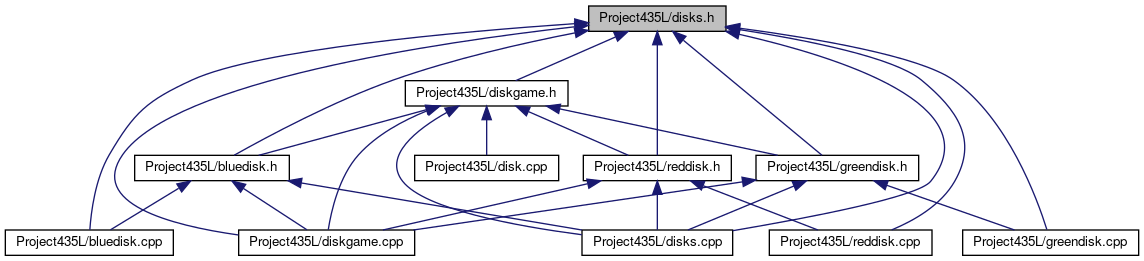 Project435L/disks.h
Project435L/diskgame.h
Project435L/bluedisk.h
Project435L/disk.cpp
Project435L/reddisk.h
Project435L/greendisk.h
Project435L/bluedisk.cpp
Project435L/diskgame.cpp
Project435L/disks.cpp
Project435L/reddisk.cpp
Project435L/greendisk.cpp